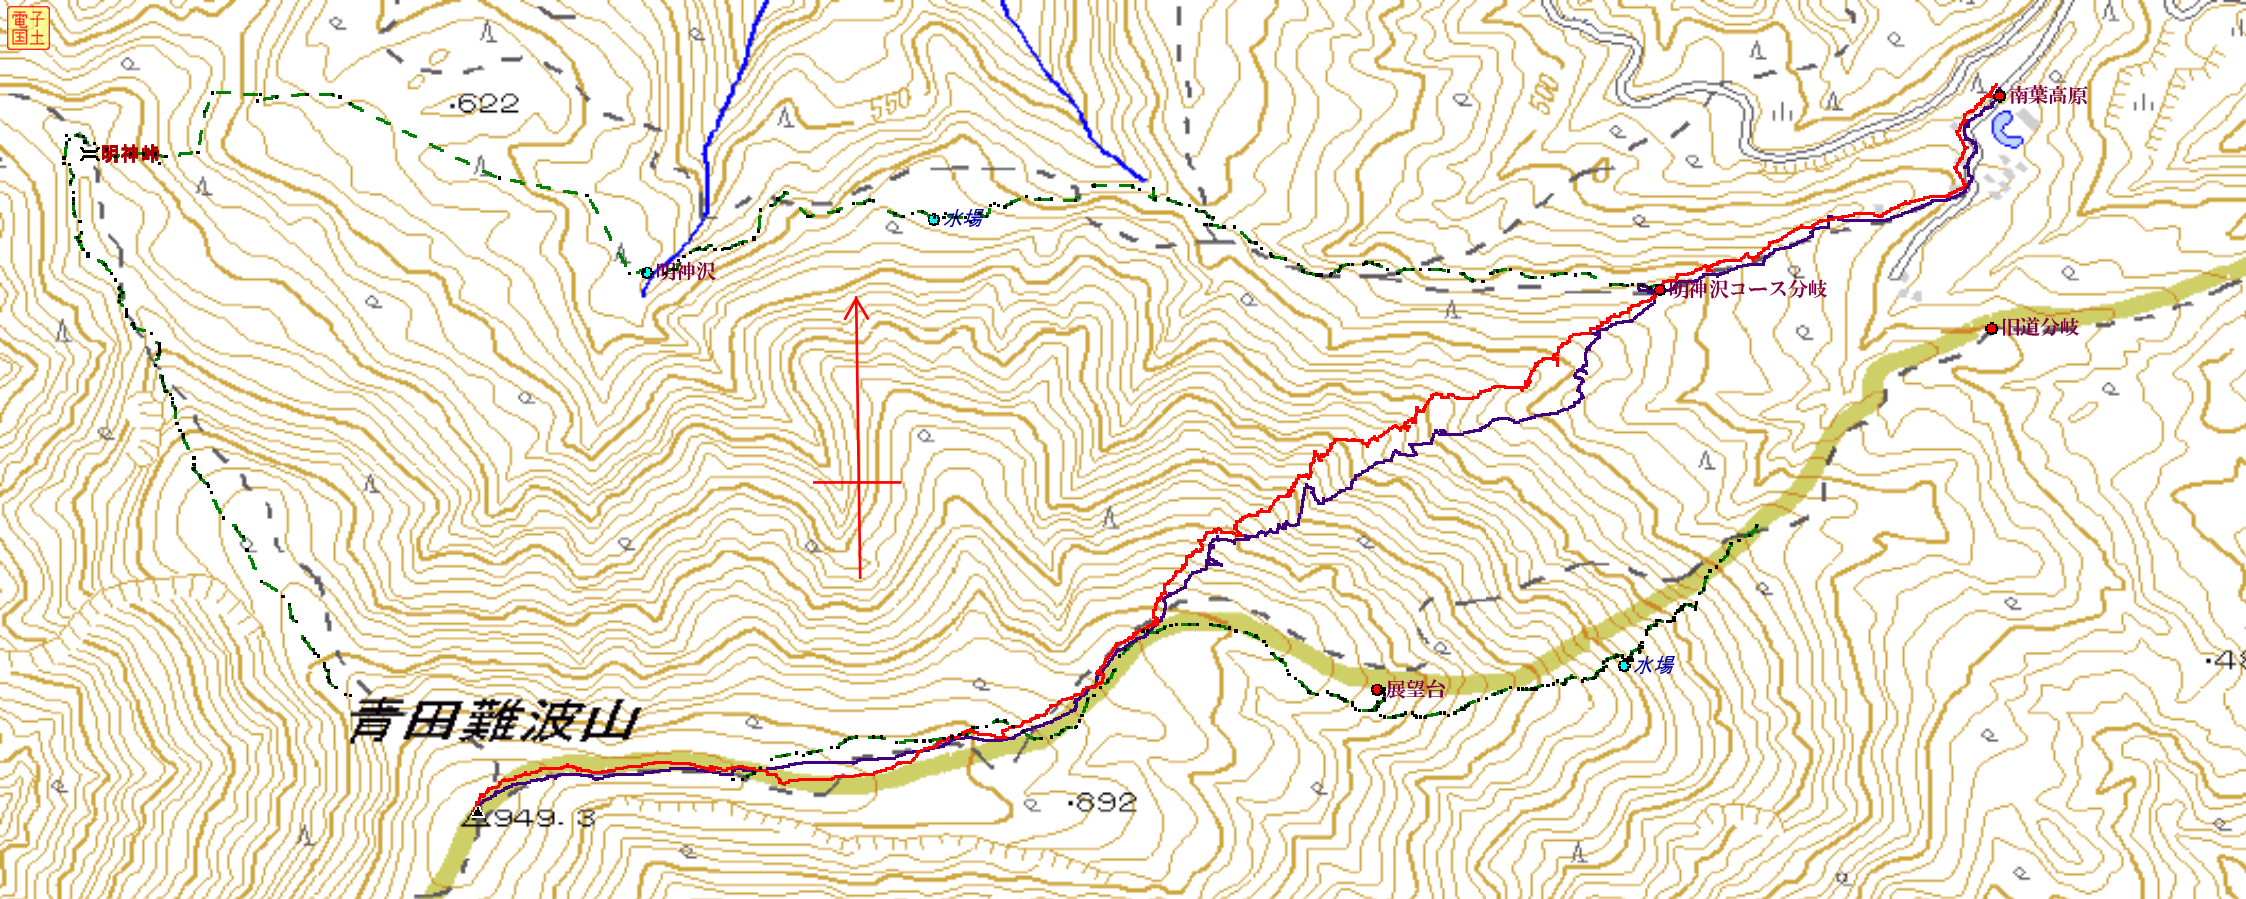 電子
国土
・622
550
500
南葉高原
明神峠
水場
明神沢
明神沢コース分岐
旧道分岐
水場
展望台
青田難波山
949.3
・892